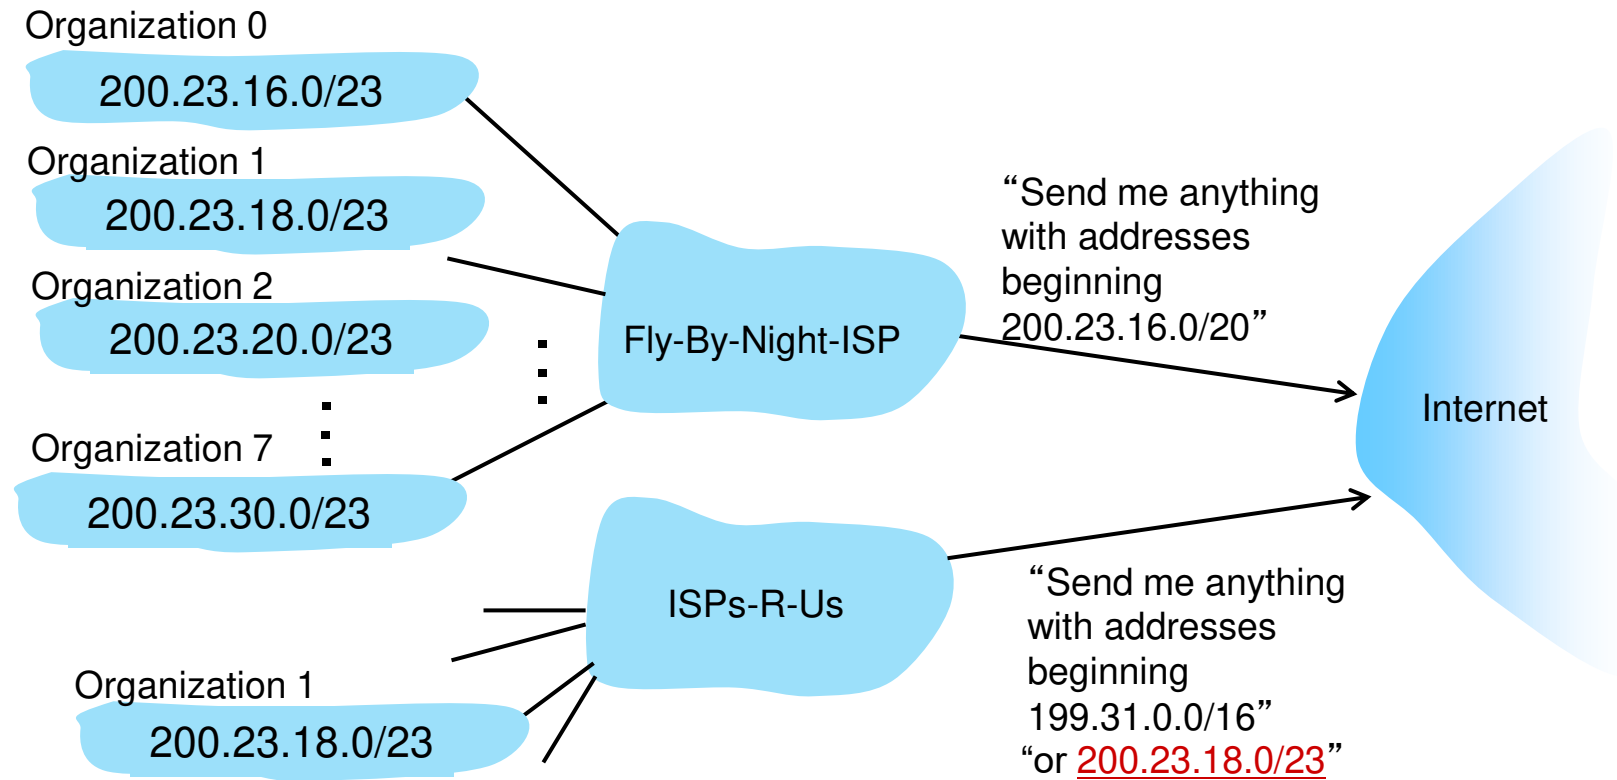 Organization 0
200.23.16.0/23
Organization 1
200.23.18.0/23
Organization 2
200.23.20.0/23
Organization 7
200.23.30.0/23
Fly-By-Night-ISP
“Send me anything
with addresses
beginning
200.23.16.0/20”
Internet
ISPs-R-Us
Organization 1
200.23.18.0/23
“Send me anything
with addresses
beginning
199.31.0.0/16”
“or 200.23.18.0/23”